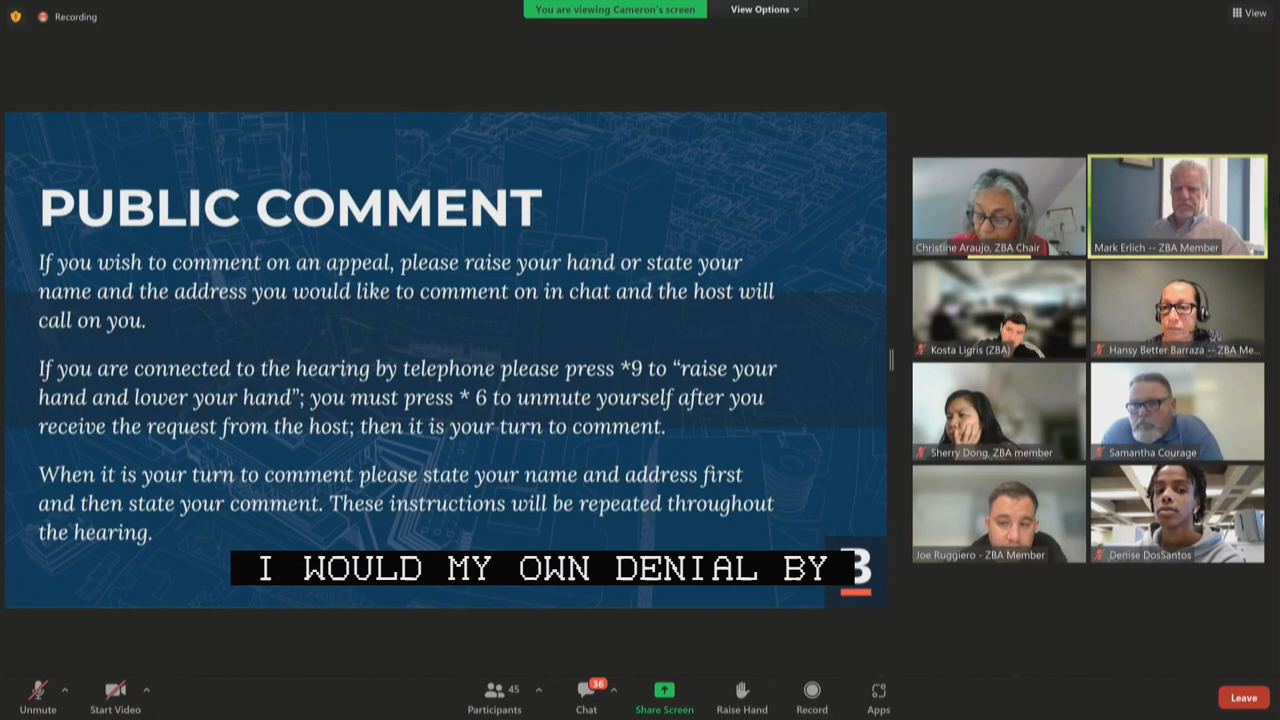 Recording
You are viewing Cameron's screen
View Options
View
PUBLIC COMMENT
If you wish to comment on an appeal, please raise your hand or state your
name and the address you would like to comment on in chat and the host will
call on you.
If you are connected to the hearing by telephone please press *9 to “raise your
hand and lower your hand”; you must press * 6 to unmute yourself after you
receive the request from the host; then it is your turn to comment.
When it is your turn to comment please state your name and address first
and then state your comment. These instructions will be repeated throughout
the hearing.
I WOULD MY OWN DENIAL BY
B
Christine Araujo, ZBA Chair
Mark Erlich -- ZBA Member
Kosta Ligris (ZBA)
Hansy Better Barraza -- ZBA Me...
Sherry Dong, ZBA member
Samantha Courage
Joe Ruggiero - ZBA Member
Denise DosSantos
Unmute
Start Video
45
Participants
36
Chat
Share Screen
Raise Hand
Record
Apps
Leave